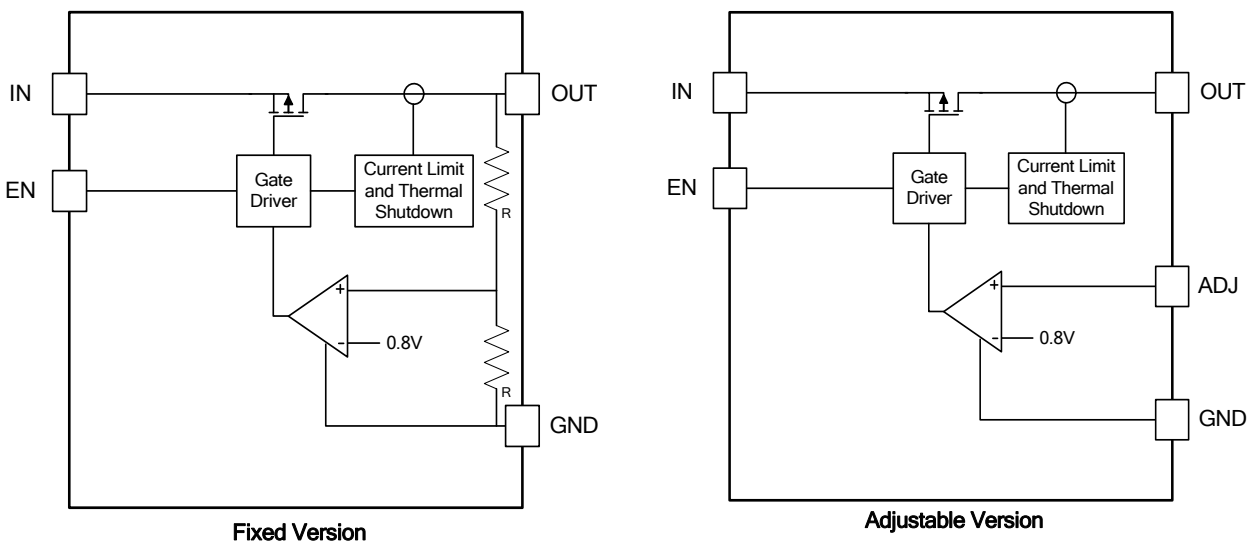 IN
OUT
EN
Gate
Driver
Current Limit
and Thermal
Shutdown
R
+
-
0.8V
R
GND
Fixed Version
IN
OUT
EN
Gate
Driver
Current Limit
and Thermal
Shutdown
ADJ
+
-
0.8V
GND
Adjustable Version